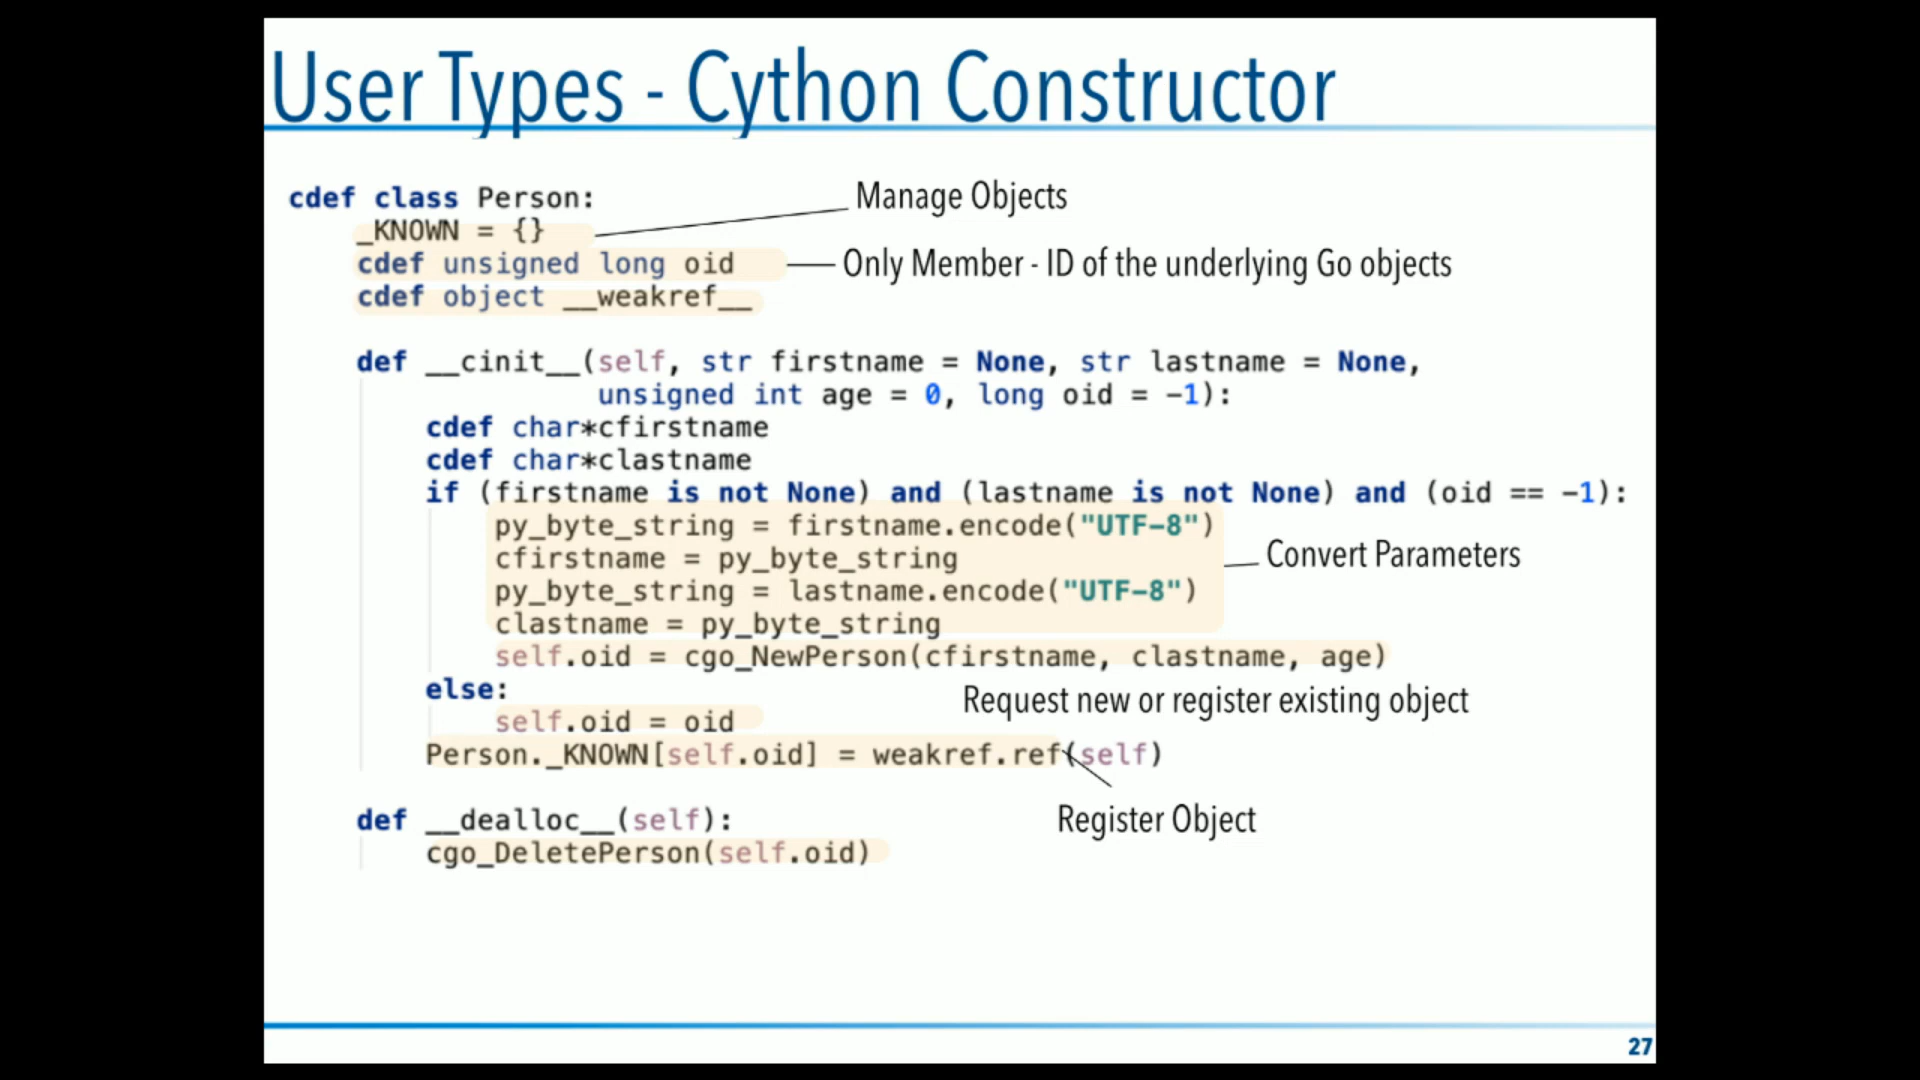 User Types - Cython Constructor
cdef class Person:
Manage Objects
_KNOWN = {}
cdef unsigned long oid
Only Member - ID of the underlying Go objects
cdef object __weakref__
def __cinit__(self, str firstname = None, str lastname = None,
unsigned int age = 0, long oid = -1):
cdef char*cfirstname
cdef char*clastname
if (firstname is not None) and (lastname is not None) and (oid == -1):
py_byte_string = firstname.encode("UTF-8")
cfirstname = py_byte_string
Convert Parameters
py_byte_string = lastname.encode("UTF-8")
clastname = py_byte_string
self.oid = cgo_NewPerson(cfirstname, clastname, age)
else:
Request new or register existing object
self.oid = oid
Person._KNOWN[self.oid] = weakref.ref(self)
def __dealloc__(self):
Register Object
cgo_DeletePerson(self.oid)
27